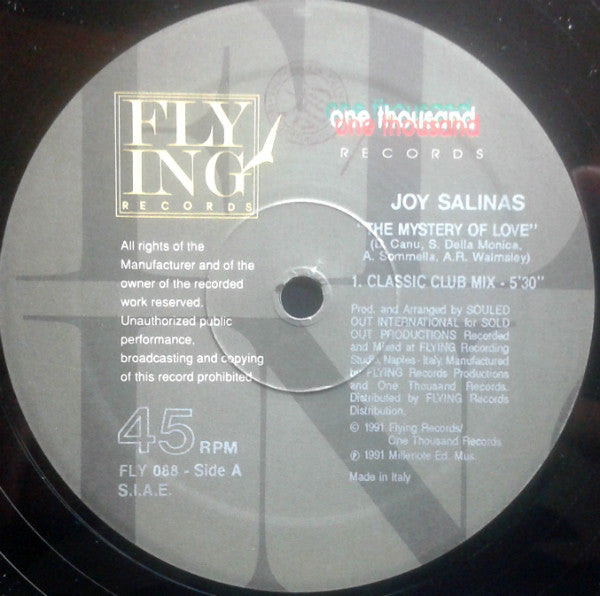 FLY
ING
RECORDS
one thousand
one thousand
one thousand
RECORDS
JOY SALINAS
"THE MYSTERY OF LOVE"
Canu, S. Della Monica,
A. Sommella, A.R. Walmsley)
1. CLASSIC CLUB MIX - 5'30"
Prod. and Arranged by SOULED
OUT INTERNATIONAL for SOLD
OUT PRODUCTIONS Recorded
and Mixed at FLYING Recording
Studio, Naples-Italy, Manufactured
by FLYING Records Productions
and One Thousand Records.
Distributed by FLYING Records
Distribution.
© 1991 Flying Records/
One Thousand Records
℗ 1991 Millenote Ed. Mus.
Made in Italy
All rights of the
Manufacturer and of the
owner of the recorded
work reserved.
Unauthorized public
performance,
broadcasting and copying
of this record prohibited
45 RPM
FLY 088 - Side A
S.I.A.E.